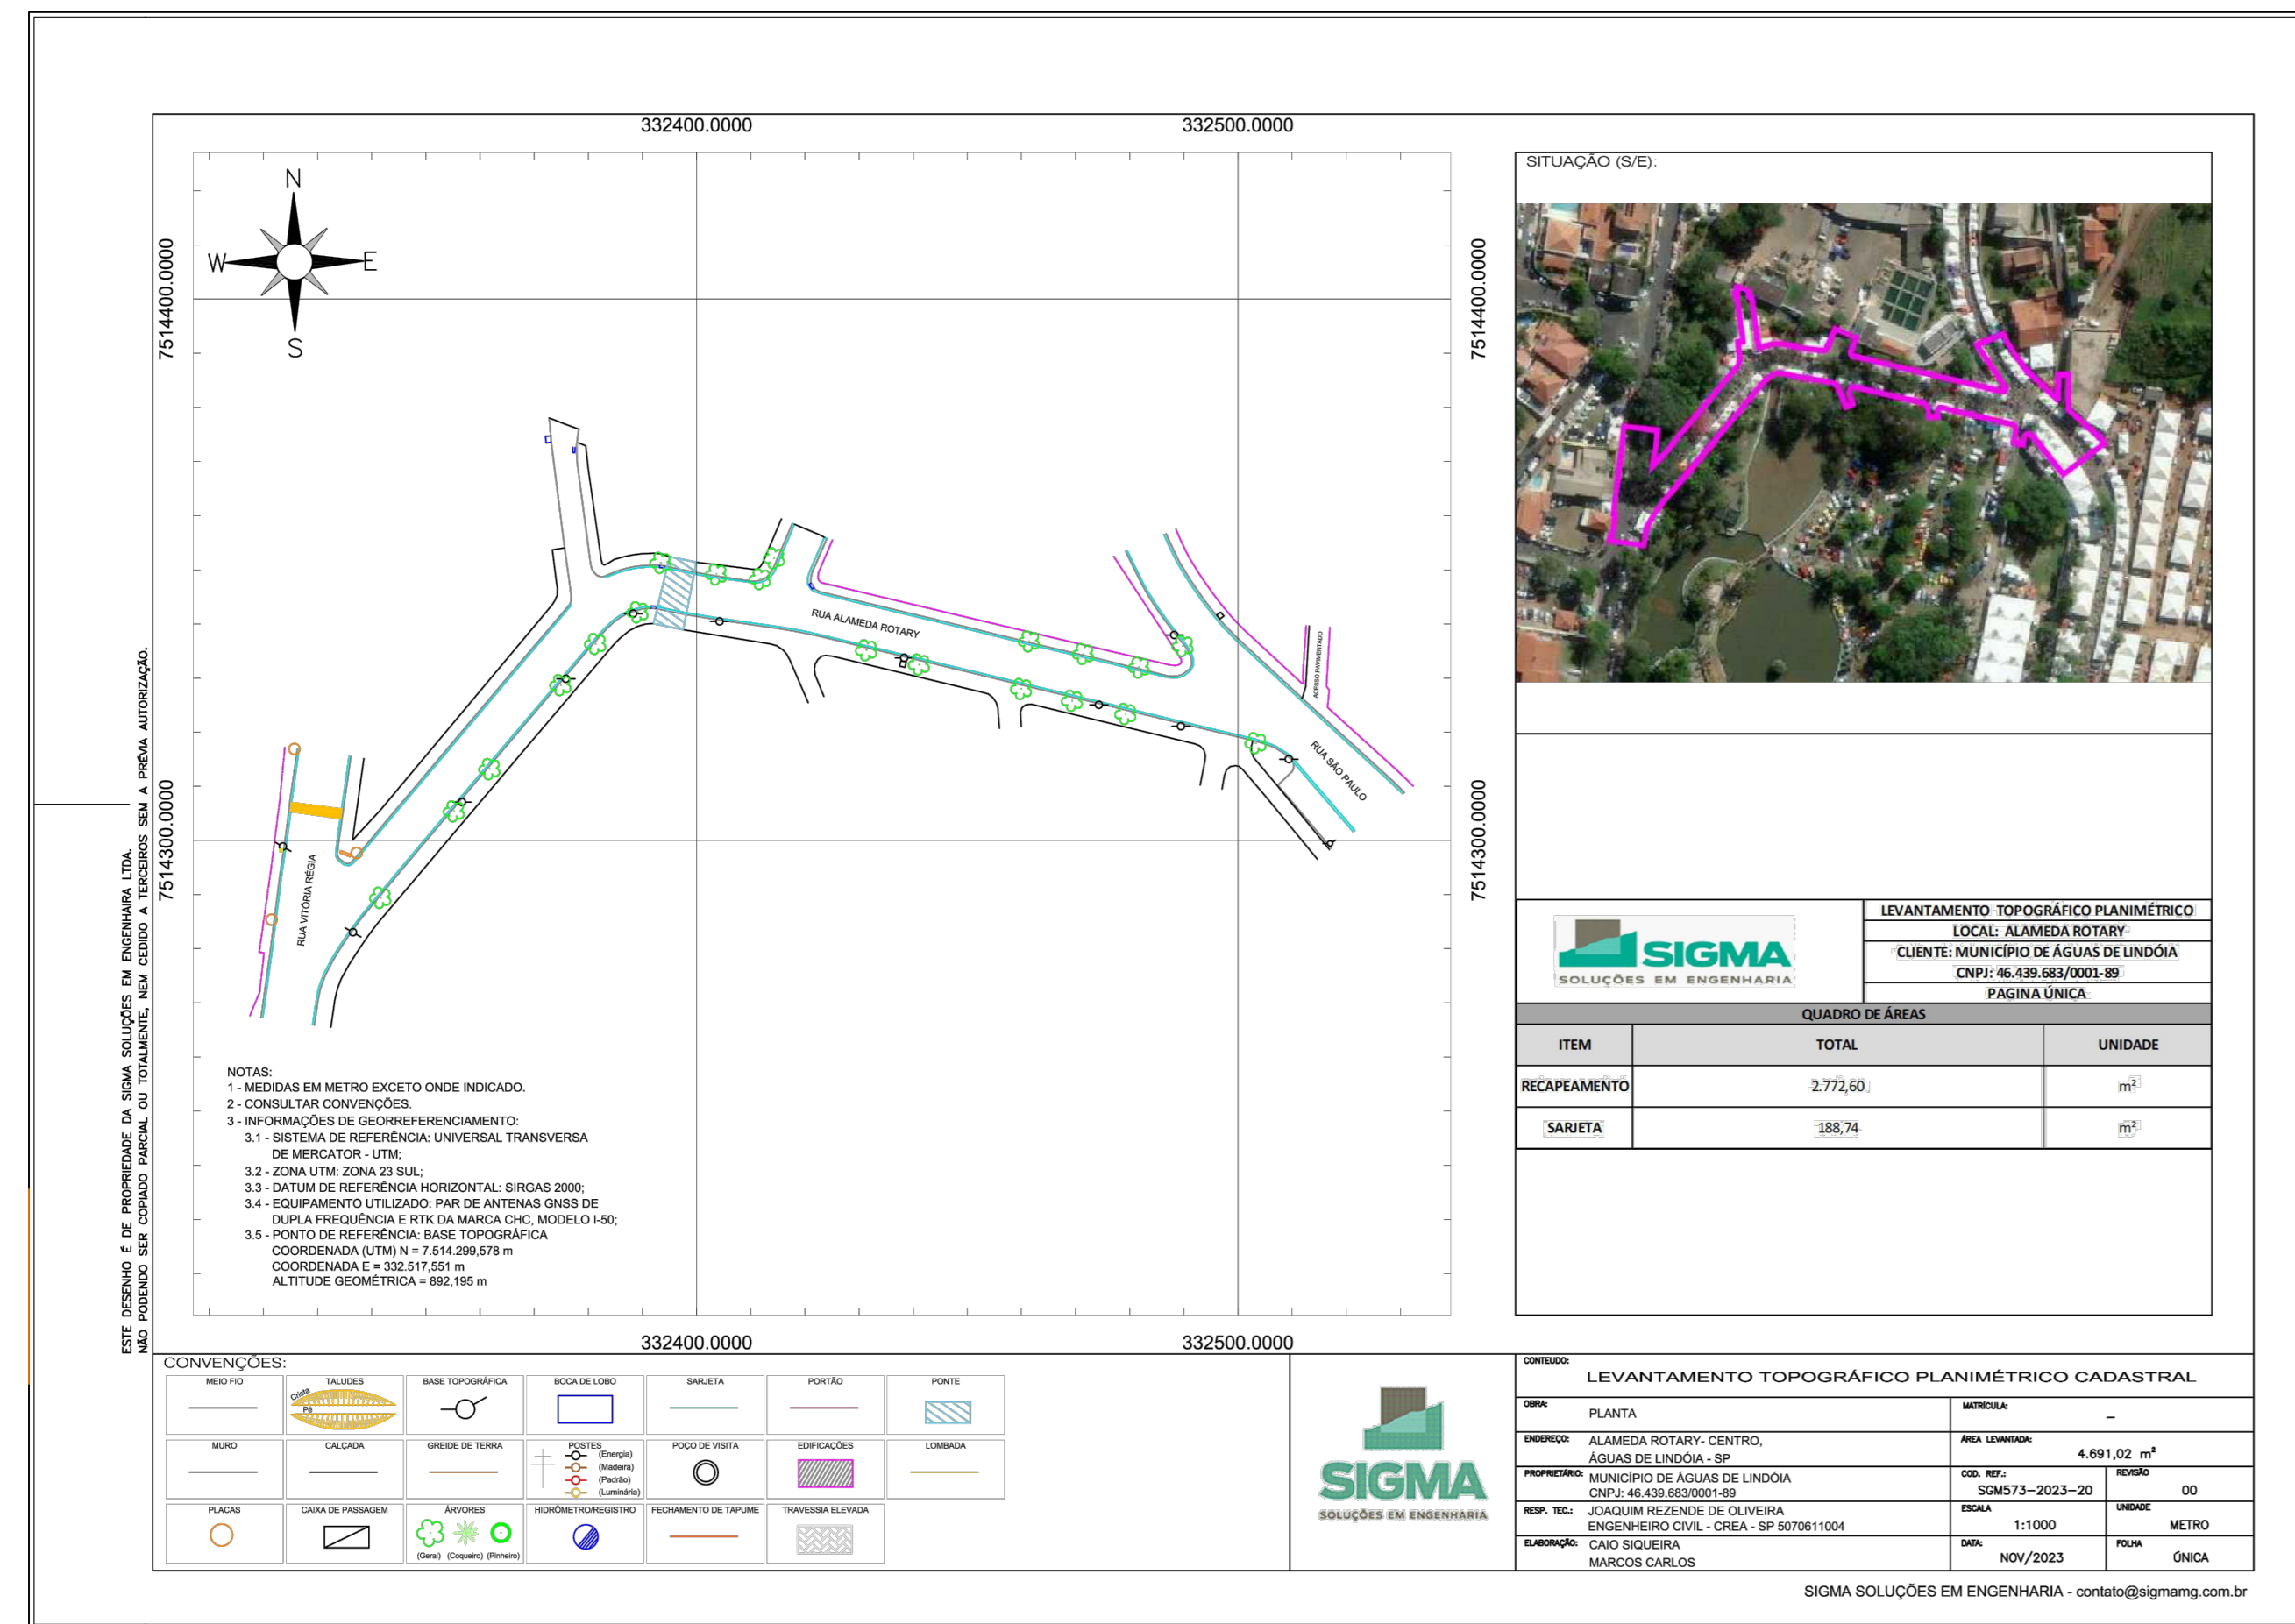 332400.0000
332500.0000
N
W
E
S
7514400.0000
7514400.0000
7514300.0000
7514300.0000
RUA ALAMEDA ROTARY
ACESSO PAVIMENTADO
RUA SÃO PAULO
RUA VITÓRIA RÉGIA
ESTE DESENHO É DE PROPRIEDADE DA SIGMA SOLUÇÕES EM ENGENHAIRA LTDA.
NÃO PODENDO SER COPIADO PARCIAL OU TOTALMENTE, NEM CEDIDO A TERCEIROS SEM A PRÉVIA AUTORIZAÇÃO.
NOTAS:
1 - MEDIDAS EM METRO EXCETO ONDE INDICADO.
2 - CONSULTAR CONVENÇÕES.
3 - INFORMAÇÕES DE GEORREFERENCIAMENTO:
3.1 - SISTEMA DE REFERÊNCIA: UNIVERSAL TRANSVERSA
DE MERCATOR - UTM;
3.2 - ZONA UTM: ZONA 23 SUL;
3.3 - DATUM DE REFERÊNCIA HORIZONTAL: SIRGAS 2000;
3.4 - EQUIPAMENTO UTILIZADO: PAR DE ANTENAS GNSS DE
DUPLA FREQUÊNCIA E RTK DA MARCA CHC, MODELO I-50;
3.5 - PONTO DE REFERÊNCIA: BASE TOPOGRÁFICA
COORDENADA (UTM) N = 7.514.299,578 m
COORDENADA E = 332.517,551 m
ALTITUDE GEOMÉTRICA = 892,195 m
332400.0000
332500.0000
SITUAÇÃO (S/E):
SIGMA
SOLUÇÕES EM ENGENHARIA
LEVANTAMENTO TOPOGRÁFICO PLANIMÉTRICO
LOCAL: ALAMEDA ROTARY
CLIENTE: MUNICÍPIO DE ÁGUAS DE LINDÓIA
CNPJ: 46.439.683/0001-89
PAGINA ÚNICA
QUADRO DE ÁREAS
ITEM TOTAL UNIDADE
RECAPEAMENTO 2.772,60 m²
SARJETA 188,74 m²
CONVENÇÕES:
MEIO FIO
TALUDES
Crista
Pé
BASE TOPOGRÁFICA
BOCA DE LOBO
SARJETA
PORTÃO
PONTE
MURO
CALÇADA
GREIDE DE TERRA
POSTES
(Energia)
(Madeira)
(Padrão)
(Luminária)
POÇO DE VISITA
EDIFICAÇÕES
LOMBADA
PLACAS
CAIXA DE PASSAGEM
ÁRVORES
(Geral) (Coqueiro) (Pinheiro)
HIDRÔMETRO/REGISTRO
FECHAMENTO DE TAPUME
TRAVESSIA ELEVADA
SIGMA
SOLUÇÕES EM ENGENHARIA
CONTEUDO:
LEVANTAMENTO TOPOGRÁFICO PLANIMÉTRICO CADASTRAL
OBRA: PLANTA
MATRÍCULA: –
ENDEREÇO: ALAMEDA ROTARY- CENTRO,
ÁGUAS DE LINDÓIA - SP
ÁREA LEVANTADA:
4.691,02 m²
PROPRIETÁRIO: MUNICÍPIO DE ÁGUAS DE LINDÓIA
CNPJ: 46.439.683/0001-89
COD. REF.:
SGM573-2023-20
REVISÃO
00
RESP. TEC.: JOAQUIM REZENDE DE OLIVEIRA
ENGENHEIRO CIVIL - CREA - SP 5070611004
ESCALA
1:1000
UNIDADE
METRO
ELABORAÇÃO: CAIO SIQUEIRA
MARCOS CARLOS
DATA:
NOV/2023
FOLHA
ÚNICA
SIGMA SOLUÇÕES EM ENGENHARIA - contato@sigmamg.com.br